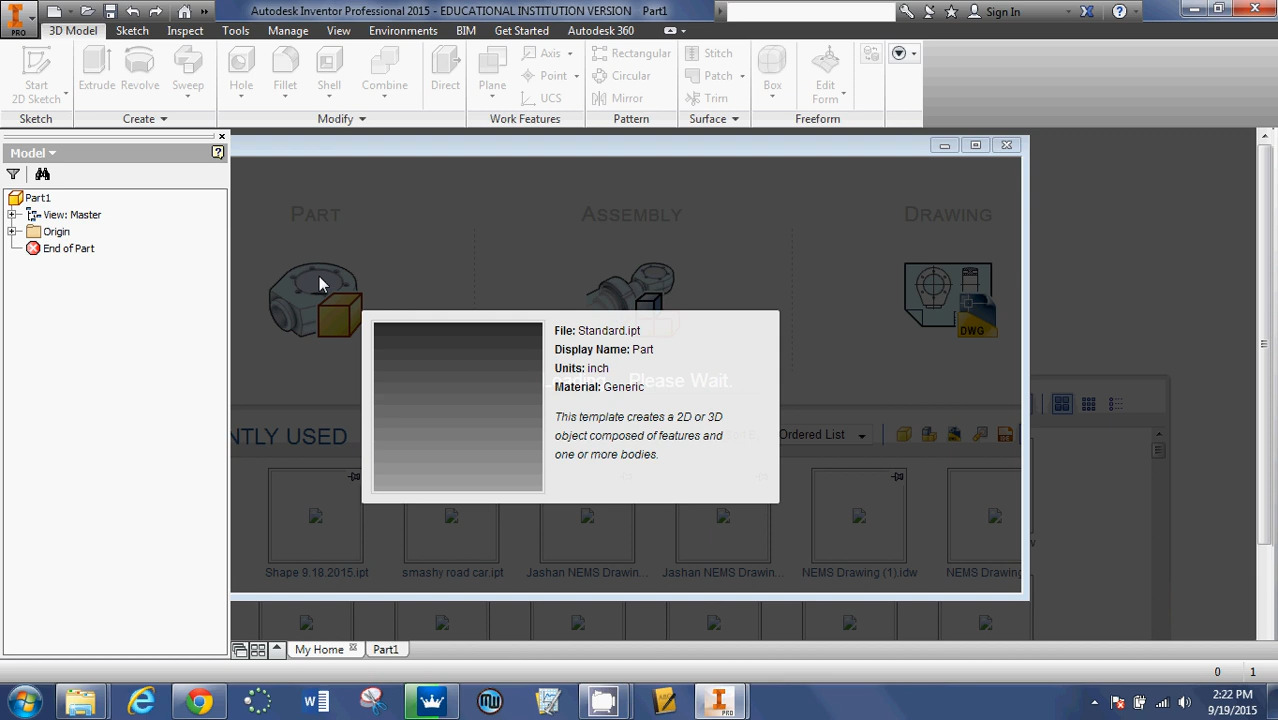 Autodesk Inventor Professional 2015 - EDUCATIONAL INSTITUTION VERSION Part1
Sign In
PRO
3D Model Sketch Inspect Tools Manage View Environments BIM Get Started Autodesk 360
Start
2D Sketch
Extrude
Revolve
Sweep
Hole
Fillet
Shell
Combine
Direct
Plane
Axis
Point
UCS
Rectangular
Circular
Mirror
Stitch
Patch
Trim
Box
Edit
Form
Sketch
Create
Modify
Work Features
Pattern
Surface
Freeform
Model
Part1
View: Master
Origin
End of Part
PART
ASSEMBLY
DRAWING
DWG
File: Standard.ipt
Display Name: Part
Units: inch
Please Wait.
Material: Generic
This template creates a 2D or 3D
object composed of features and
one or more bodies.
NTLY USED
Ordered List
Shape 9.18.2015.ipt
smashy road car.ipt
Jashan NEMS Drawin...
Jashan NEMS Drawin...
NEMS Drawing (1).idw
NEMS Drawing
My Home
Part1
0 1
PRO
2:22 PM
9/19/2015